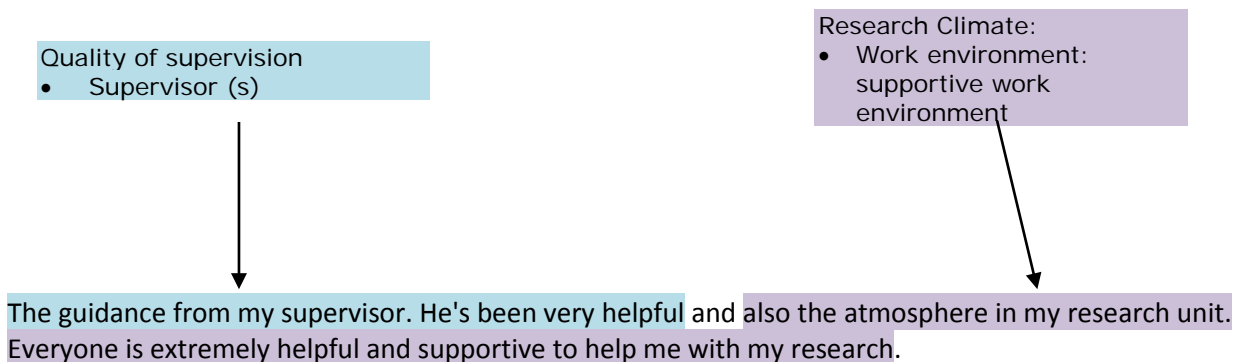 Quality of supervision
• Supervisor (s)
Research Climate:
• Work environment:
supportive work
environment
The guidance from my supervisor. He's been very helpful and also the atmosphere in my research unit.
Everyone is extremely helpful and supportive to help me with my research.